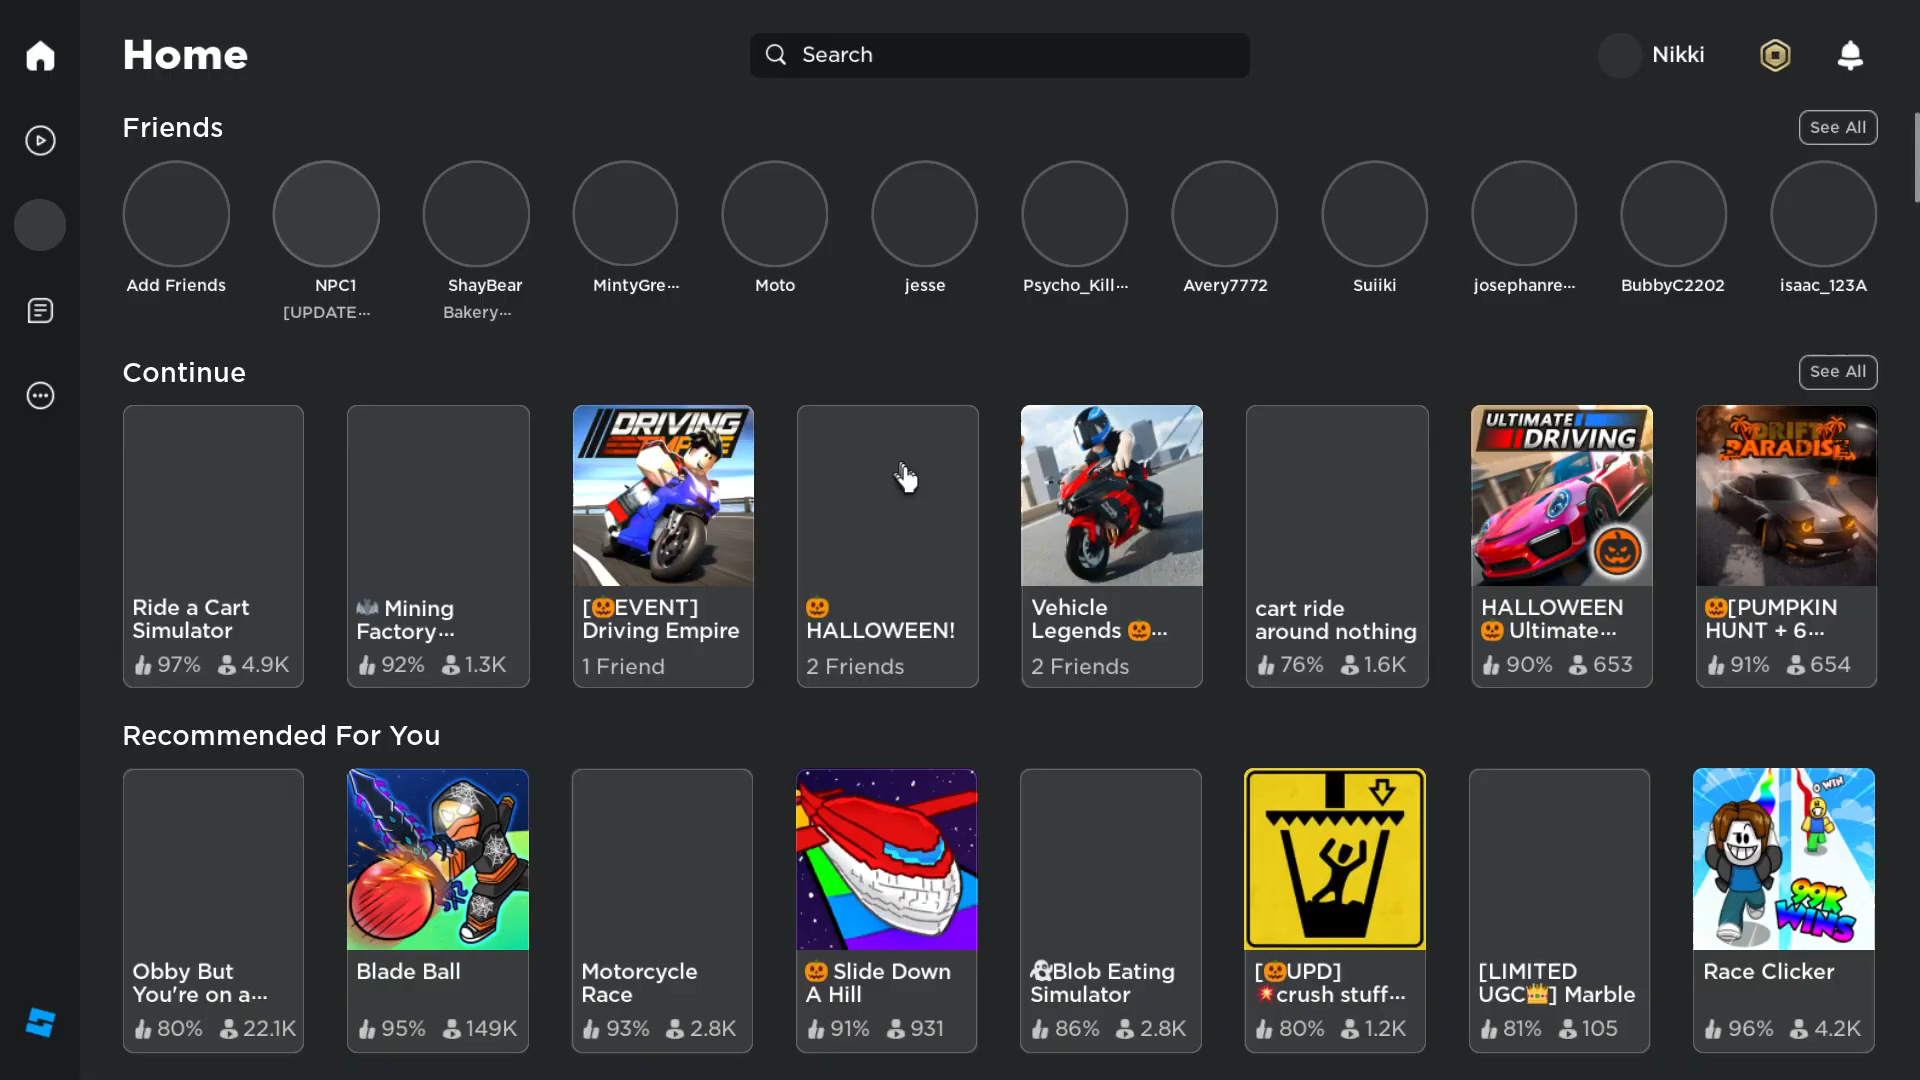 Home
Search
Nikki
Friends
See All
Add Friends
NPC1
[UPDATE···
ShayBear
Bakery···
MintyGre···
Moto
jesse
Psycho_Kill···
Avery7772
Suiiki
josephanre···
BubbyC2202
isaac_123A
Continue
See All
DRIVING
EMPIRE
ULTIMATE
DRIVING
DRIFT
PARADISE
Ride a Cart
Simulator
97% 4.9K
🦇 Mining
Factory···
92% 1.3K
[🎃EVENT]
Driving Empire
1 Friend
🎃
HALLOWEEN!
2 Friends
Vehicle
Legends 🎃···
2 Friends
cart ride
around nothing
76% 1.6K
HALLOWEEN
🎃 Ultimate···
90% 653
🎃[PUMPKIN
HUNT + 6···
91% 654
Recommended For You
0 WIN
99K
WINS
Obby But
You're on a···
80% 22.1K
Blade Ball
95% 149K
Motorcycle
Race
93% 2.8K
🎃 Slide Down
A Hill
91% 931
👻Blob Eating
Simulator
86% 2.8K
[🎃UPD]
💥crush stuff···
80% 1.2K
[LIMITED
UGC👑] Marble
81% 105
Race Clicker
96% 4.2K